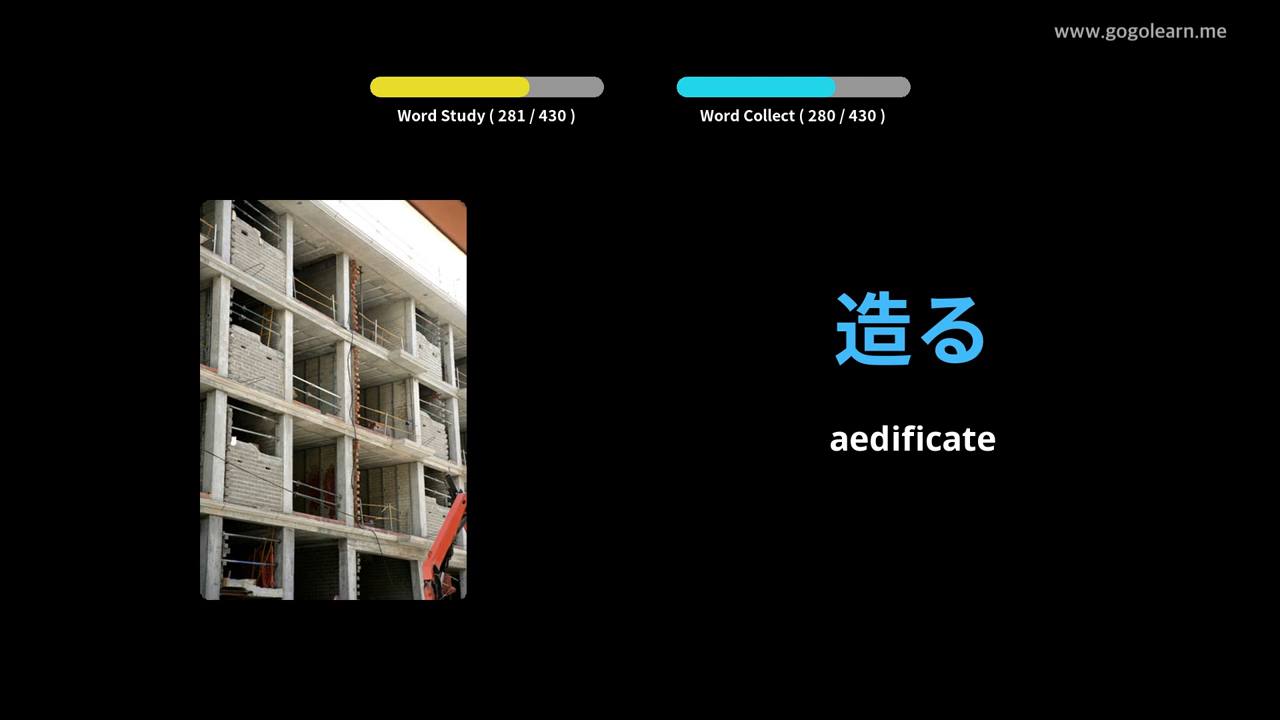 www.gogolearn.me
Word Study ( 281 / 430 )
Word Collect ( 280 / 430 )
造る
aedificate